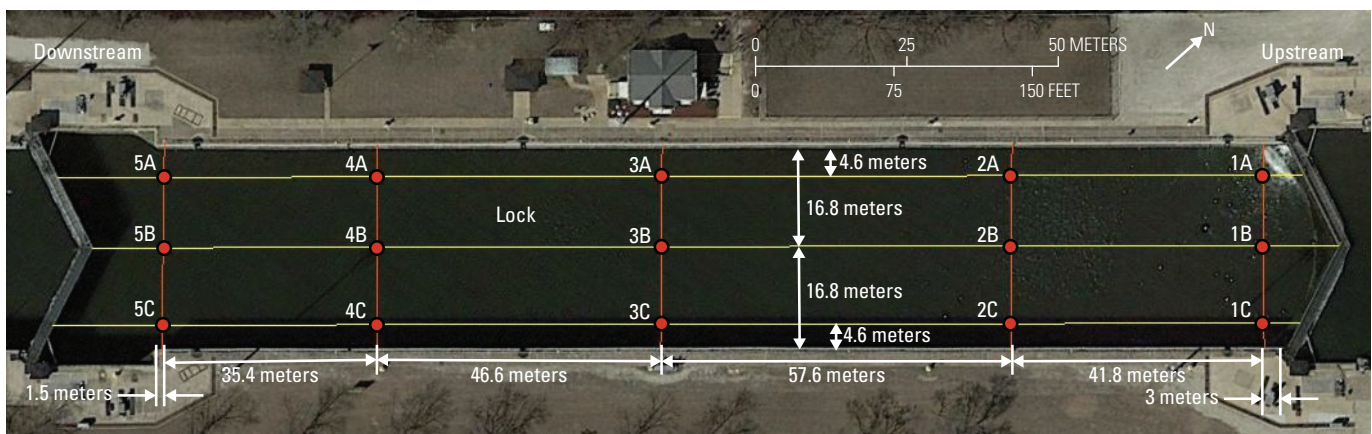 Downstream
0 25 50 METERS
0 75 150 FEET
N
Upstream
5A 4A 3A 2A 1A
4.6 meters
16.8 meters
Lock
5B 4B 3B 2B 1B
16.8 meters
5C 4C 3C 2C 1C
4.6 meters
35.4 meters 46.6 meters 57.6 meters 41.8 meters
1.5 meters 3 meters